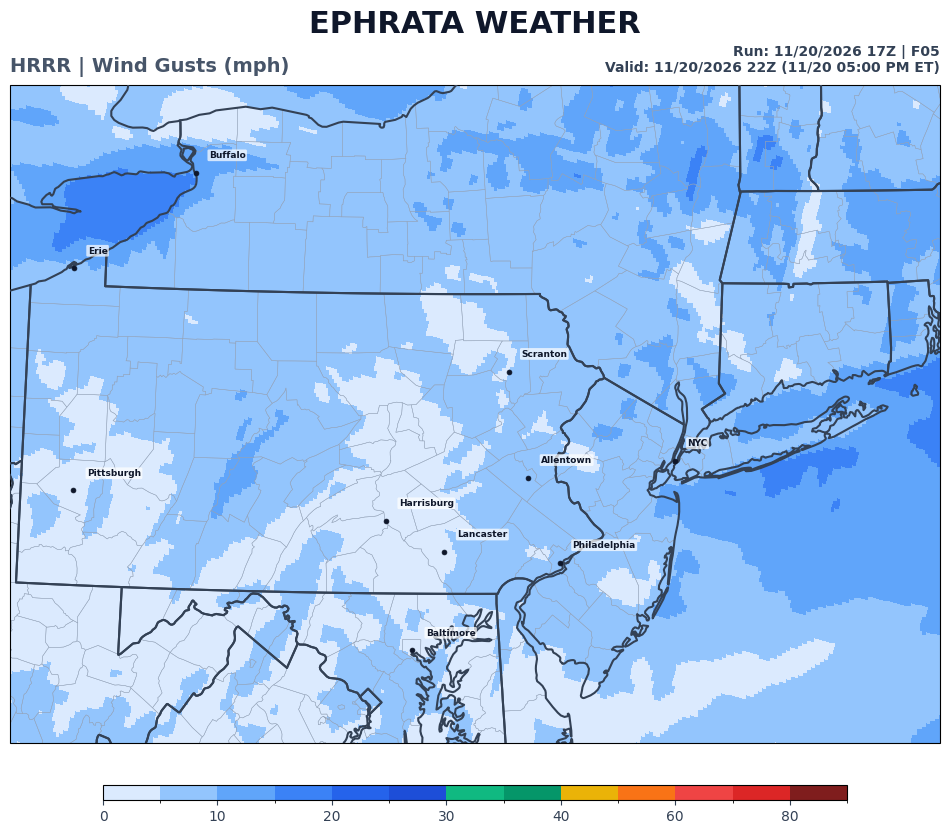 EPHRATA WEATHER
HRRR | Wind Gusts (mph)
Run: 11/20/2026 17Z | F05
Valid: 11/20/2026 22Z (11/20 05:00 PM ET)
Buffalo
Erie
Scranton
NYC
Allentown
Pittsburgh
Harrisburg
Lancaster
Philadelphia
Baltimore
0 10 20 30 40 50 60 70 80